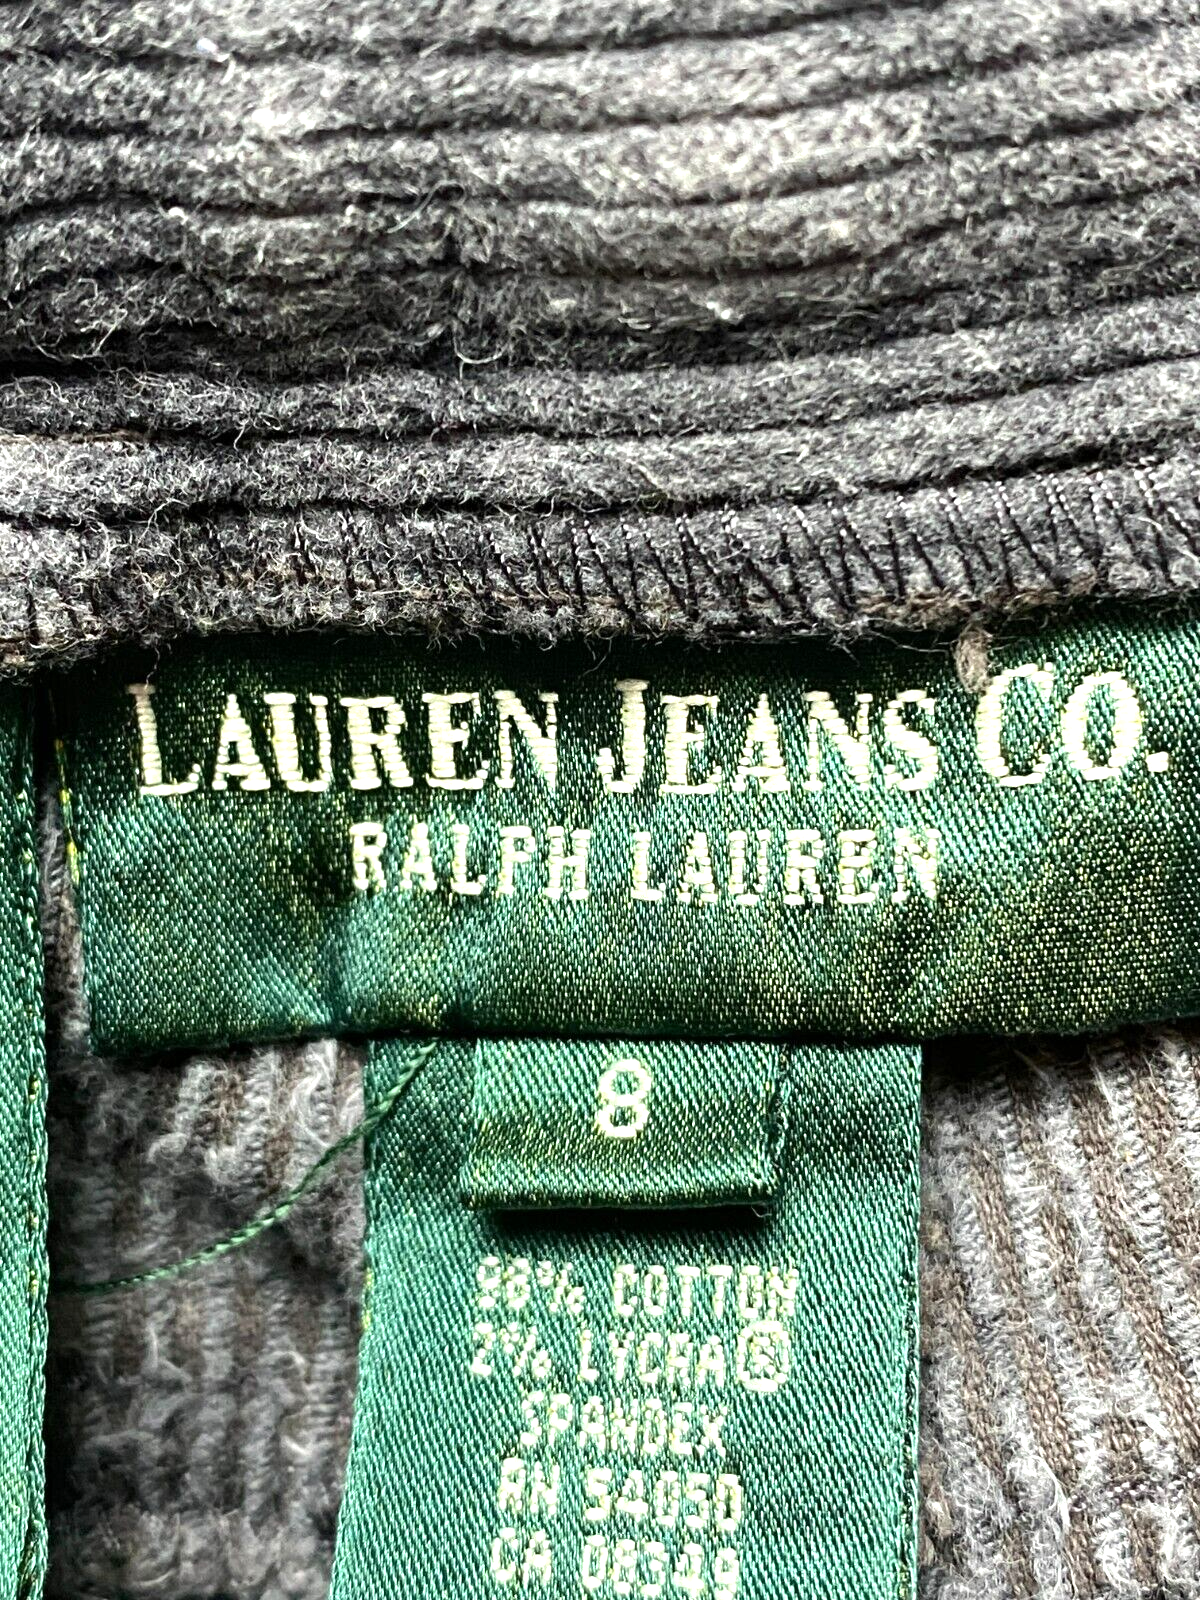 LAUREN JEANS CO.
RALPH LAUREN
8
98% COTTON
2% LYCRA®
SPANDEX
RN 54050
CA 08349